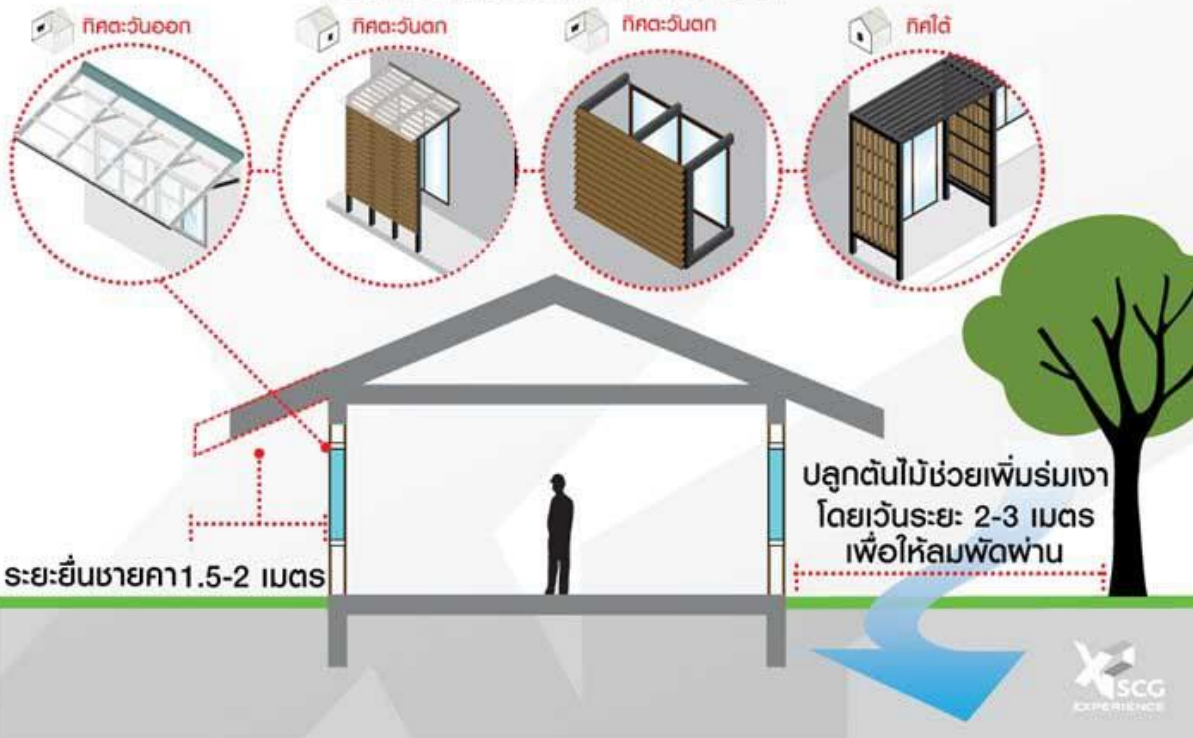 ทิศตะวันออก
ทิศตะวันตก
ทิศตะวันตก
ทิศใต้
ปลูกต้นไม้ช่วยเพิ่มร่มเงา
โดยเว้นระยะ 2-3 เมตร
เพื่อให้ลมพัดผ่าน
ระยะยื่นชายคา1.5-2 เมตร
SCG
EXPERIENCE